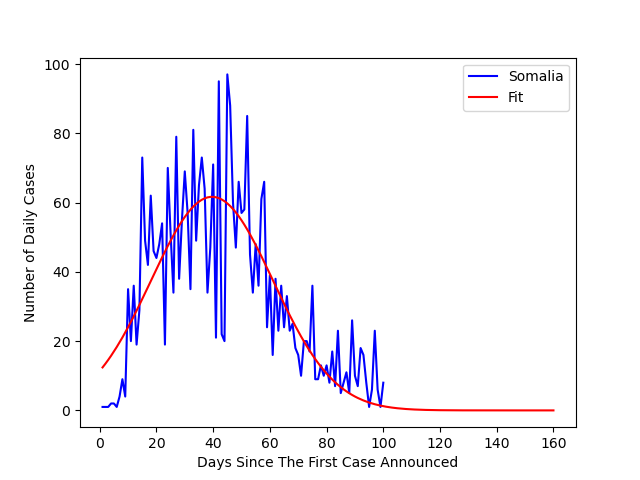 100
80
60
40
20
0
Number of Daily Cases
Somalia
Fit
0 20 40 60 80 100 120 140 160
Days Since The First Case Announced